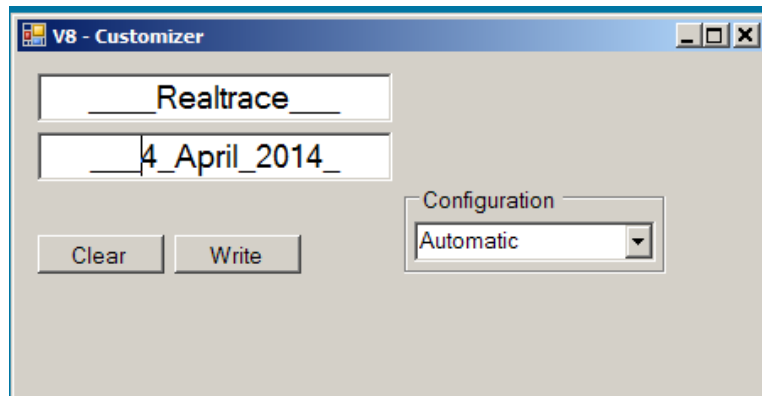 V8 - Customizer
____Realtrace___
___4_April_2014_
Configuration
Automatic
Clear
Write